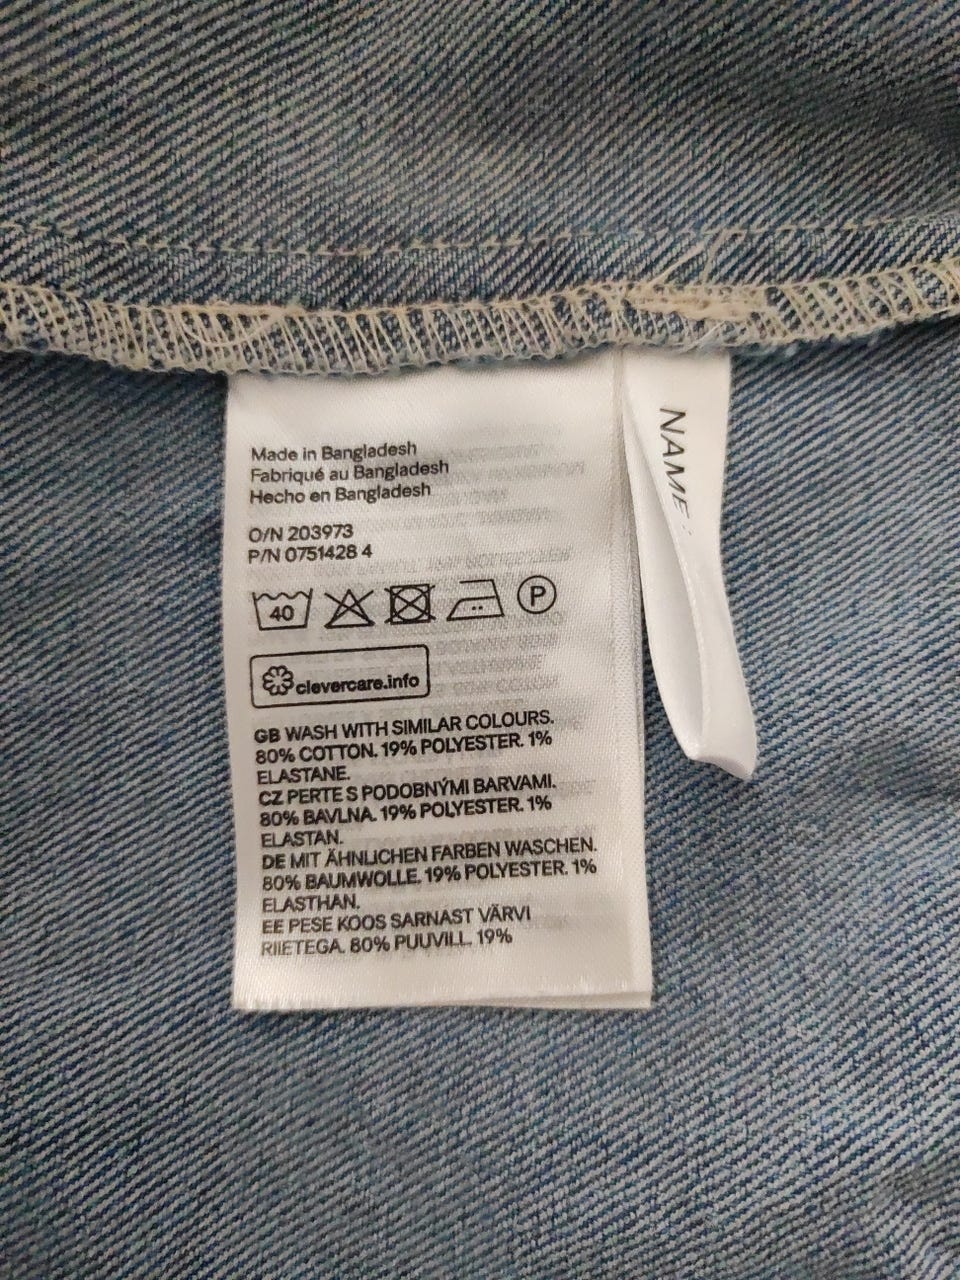 Made in Bangladesh
Fabriqué au Bangladesh
Hecho en Bangladesh
O/N 203973
P/N 0751428 4
40
P
clevercare.info
GB WASH WITH SIMILAR COLOURS.
80% COTTON. 19% POLYESTER. 1%
ELASTANE.
CZ PERTE S PODOBNÝMI BARVAMI.
80% BAVLNA. 19% POLYESTER. 1%
ELASTAN.
DE MIT ÄHNLICHEN FARBEN WASCHEN.
80% BAUMWOLLE. 19% POLYESTER. 1%
ELASTHAN.
EE PESE KOOS SARNAST VÄRVI
RIIETEGA. 80% PUUVILL. 19%
NAME: